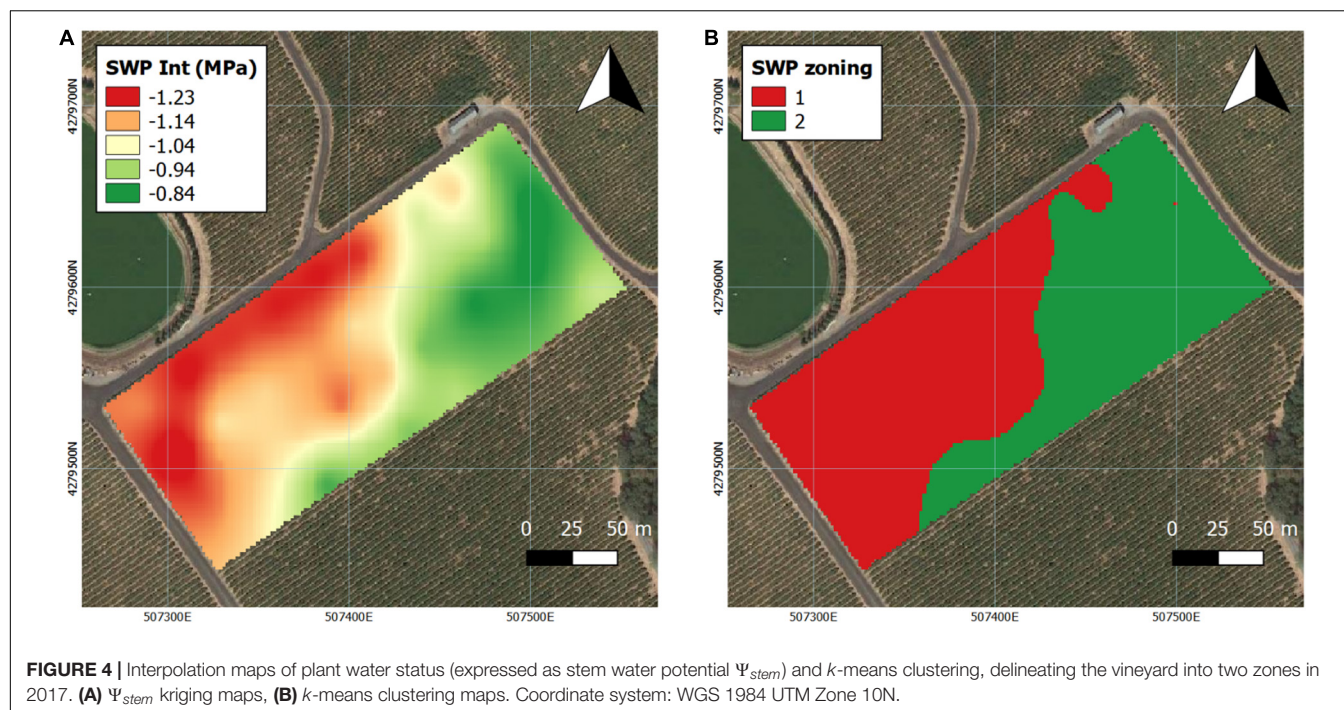 A
SWP Int (MPa)
-1.23
-1.14
-1.04
-0.94
-0.84
4279700N
4279600N
4279500N
0 25 50 m
507300E 507400E 507500E
B
SWP zoning
1
2
4279700N
4279600N
4279500N
0 25 50 m
507300E 507400E 507500E
FIGURE 4 | Interpolation maps of plant water status (expressed as stem water potential Ψstem) and k-means clustering, delineating the vineyard into two zones in
2017. (A) Ψstem kriging maps, (B) k-means clustering maps. Coordinate system: WGS 1984 UTM Zone 10N.